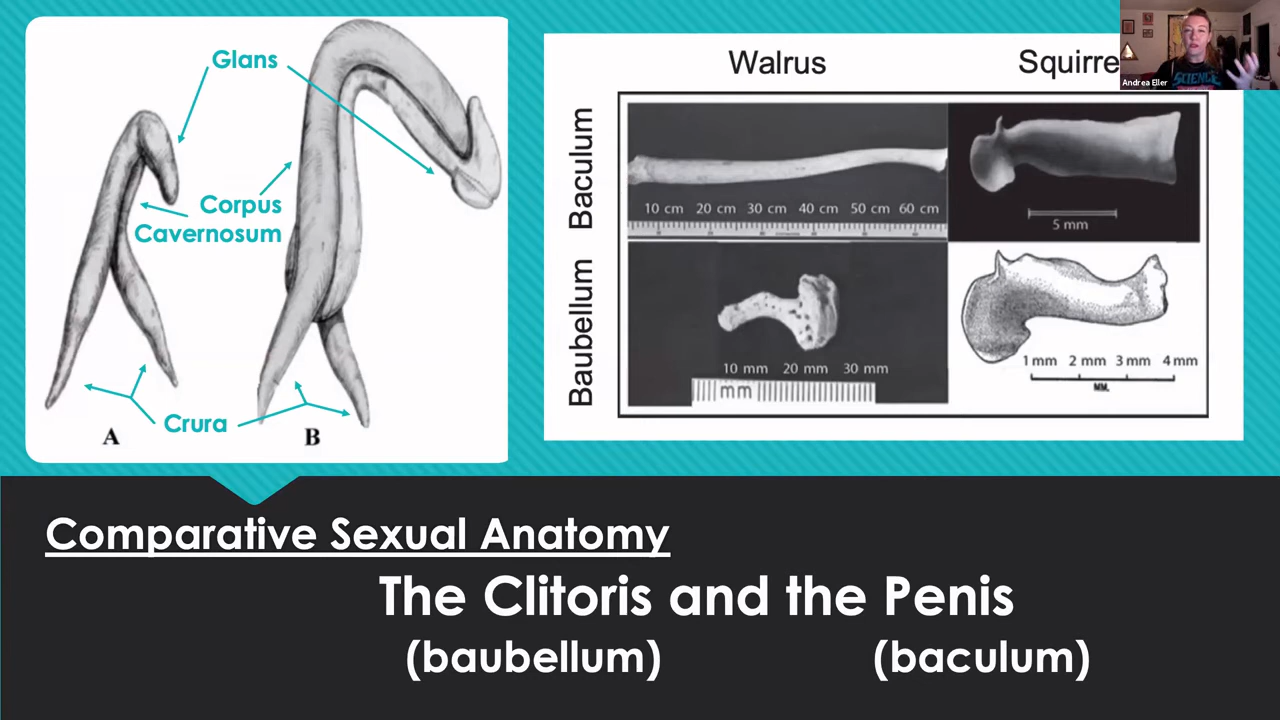 Glans
Corpus
Cavernosum
Crura
A
B
Walrus
Squirre
Baculum
10 cm 20 cm 30 cm 40 cm 50 cm 60 cm
5 mm
Baubellum
10 mm 20 mm 30 mm
mm
1 mm 2 mm 3 mm 4 mm
MM.
Andrea Eller
SCIENCE
Comparative Sexual Anatomy
The Clitoris and the Penis
(baubellum) (baculum)